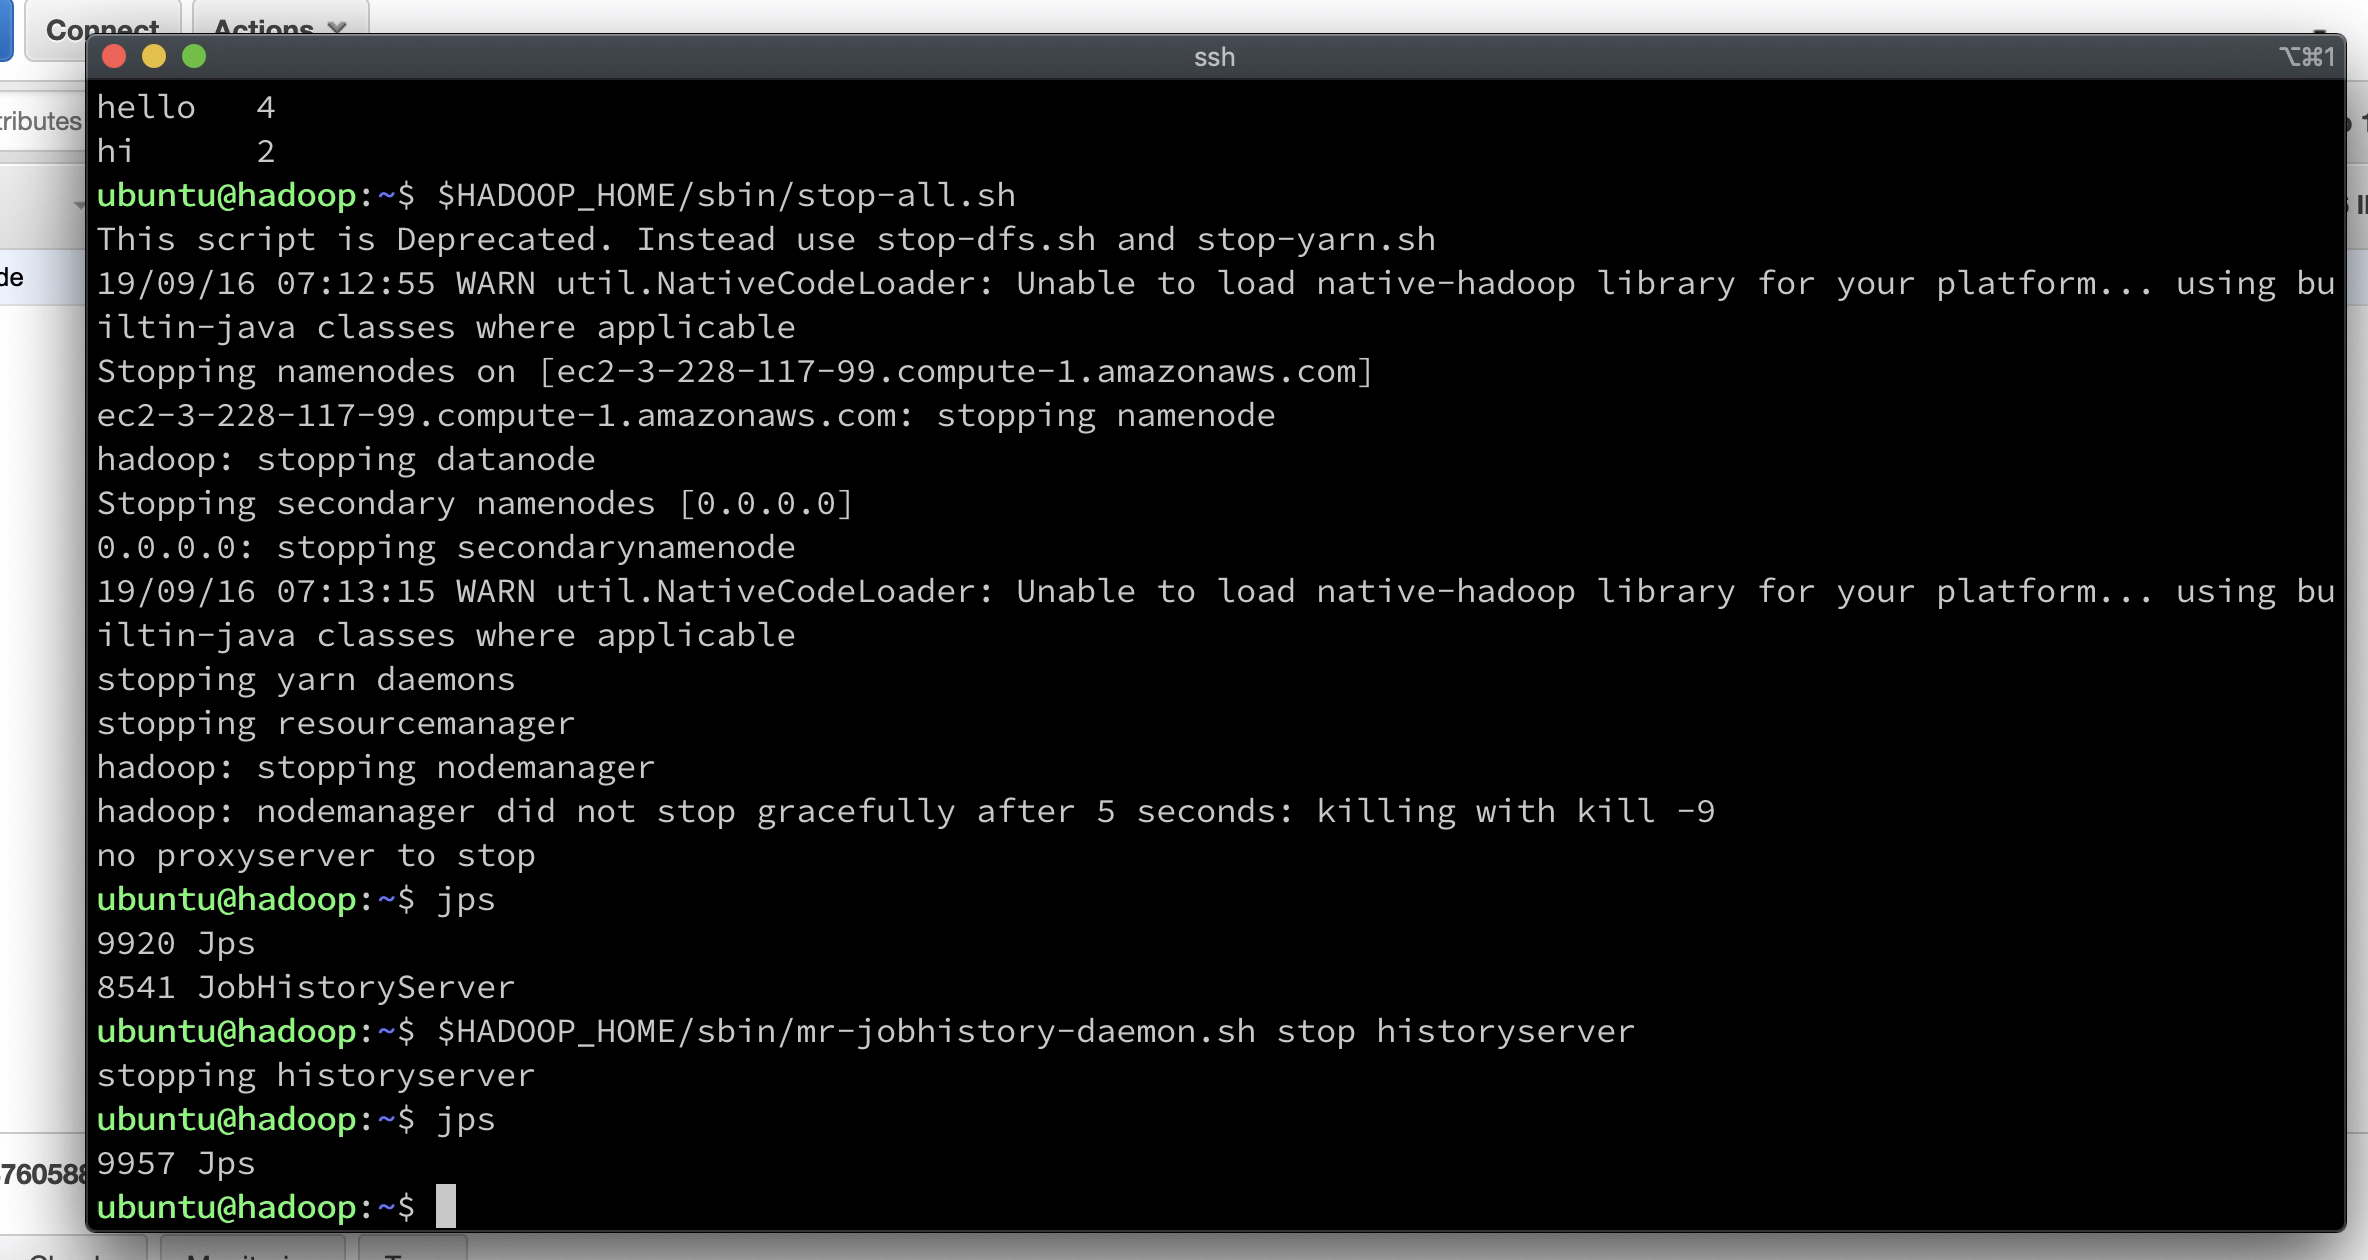 Connect Actions
ssh ⌥⌘1
tributes
de
760588
hello   4
hi      2
ubuntu@hadoop:~$ $HADOOP_HOME/sbin/stop-all.sh
This script is Deprecated. Instead use stop-dfs.sh and stop-yarn.sh
19/09/16 07:12:55 WARN util.NativeCodeLoader: Unable to load native-hadoop library for your platform... using bu
iltin-java classes where applicable
Stopping namenodes on [ec2-3-228-117-99.compute-1.amazonaws.com]
ec2-3-228-117-99.compute-1.amazonaws.com: stopping namenode
hadoop: stopping datanode
Stopping secondary namenodes [0.0.0.0]
0.0.0.0: stopping secondarynamenode
19/09/16 07:13:15 WARN util.NativeCodeLoader: Unable to load native-hadoop library for your platform... using bu
iltin-java classes where applicable
stopping yarn daemons
stopping resourcemanager
hadoop: stopping nodemanager
hadoop: nodemanager did not stop gracefully after 5 seconds: killing with kill -9
no proxyserver to stop
ubuntu@hadoop:~$ jps
9920 Jps
8541 JobHistoryServer
ubuntu@hadoop:~$ $HADOOP_HOME/sbin/mr-jobhistory-daemon.sh stop historyserver
stopping historyserver
ubuntu@hadoop:~$ jps
9957 Jps
ubuntu@hadoop:~$